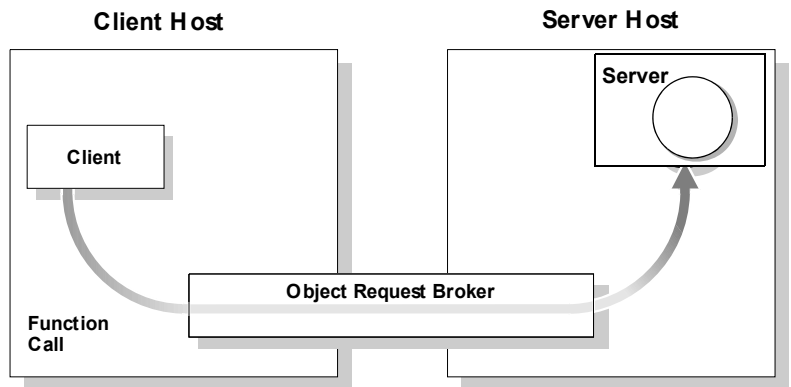 Client Host
Server Host
Server
Client
Object Request Broker
Function
Call